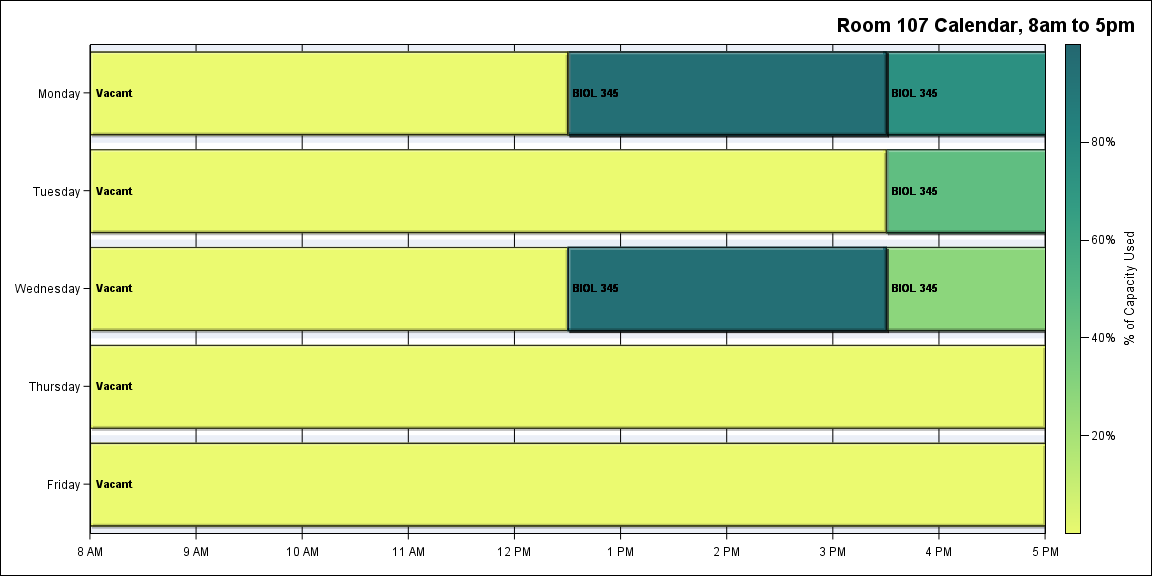 Room 107 Calendar, 8am to 5pm
Monday
Vacant
BIOL 345
BIOL 345
Tuesday
Vacant
BIOL 345
Wednesday
Vacant
BIOL 345
BIOL 345
Thursday
Vacant
Friday
Vacant
8 AM
9 AM
10 AM
11 AM
12 PM
1 PM
2 PM
3 PM
4 PM
5 PM
80%
60%
40%
20%
% of Capacity Used